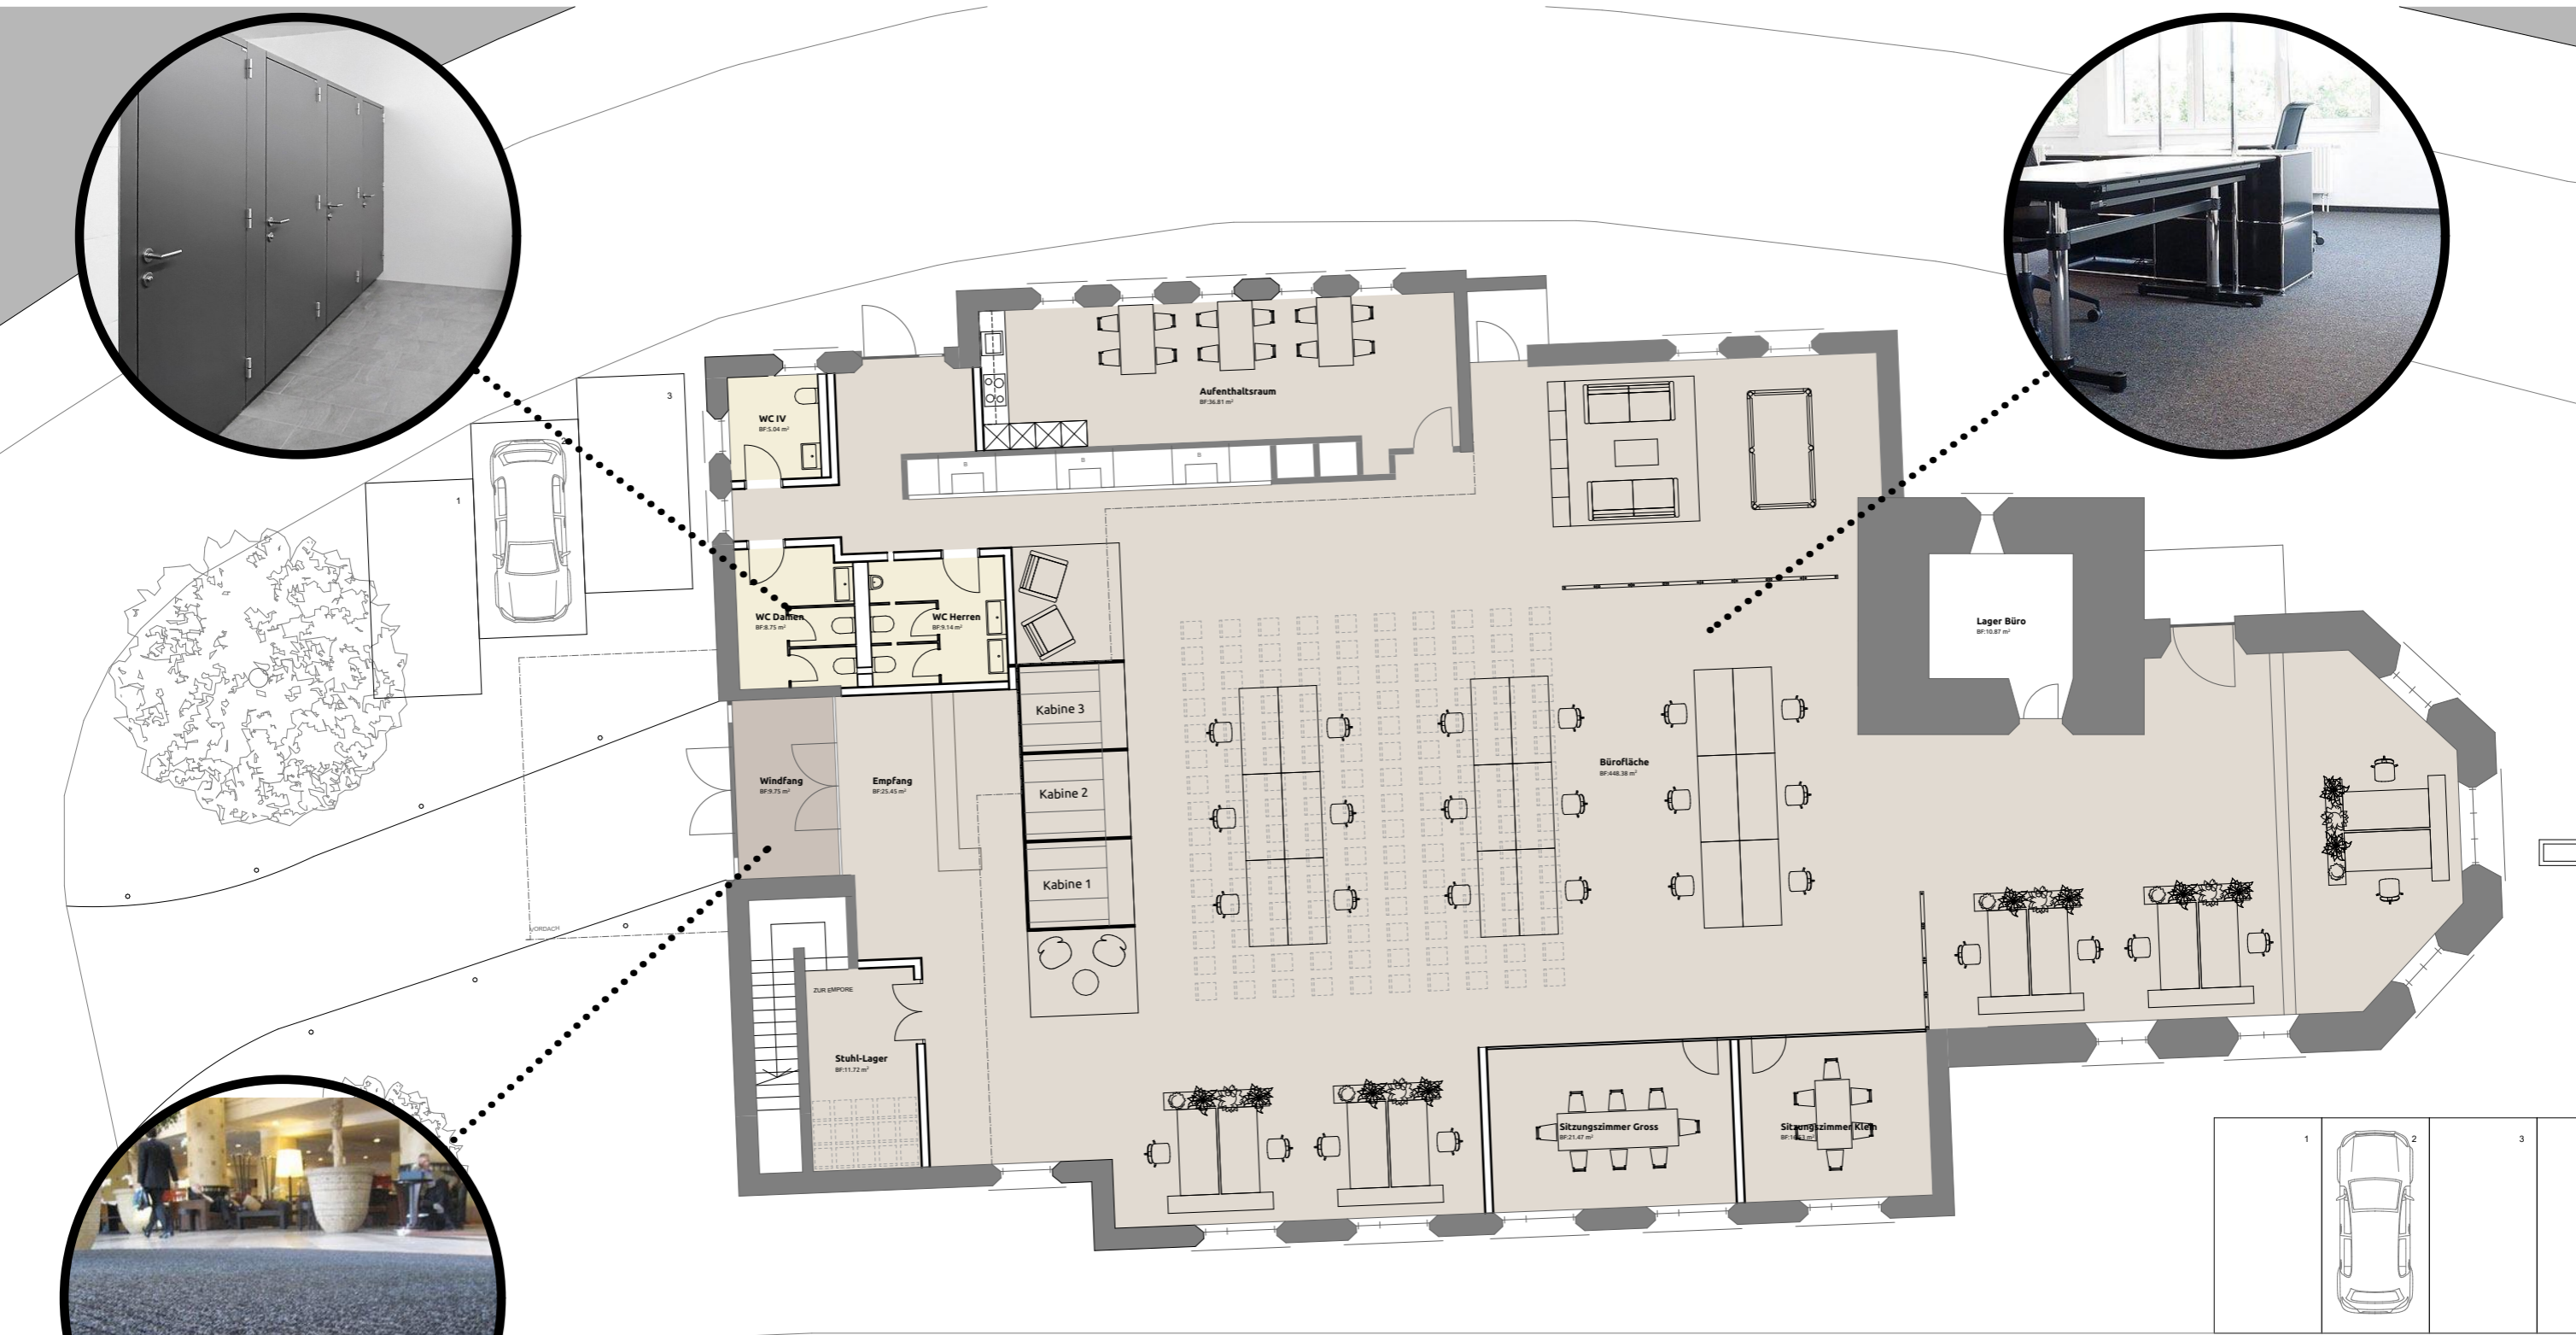 3
2
1
Aufenthaltsraum
BF:36.81 m²
WC IV
BF:5.04 m²
B
B
B
WC Damen
BF:8.75 m²
WC Herren
BF:9.14 m²
Lager Büro
BF:10.87 m²
Kabine 3
Kabine 2
Kabine 1
Windfang
BF:9.75 m²
Empfang
BF:25.45 m²
Bürofläche
BF:448.38 m²
VORDACH
ZUR EMPORE
Stuhl-Lager
BF:11.72 m²
Sitzungszimmer Gross
BF:21.47 m²
Sitzungszimmer Klein
1
2
3